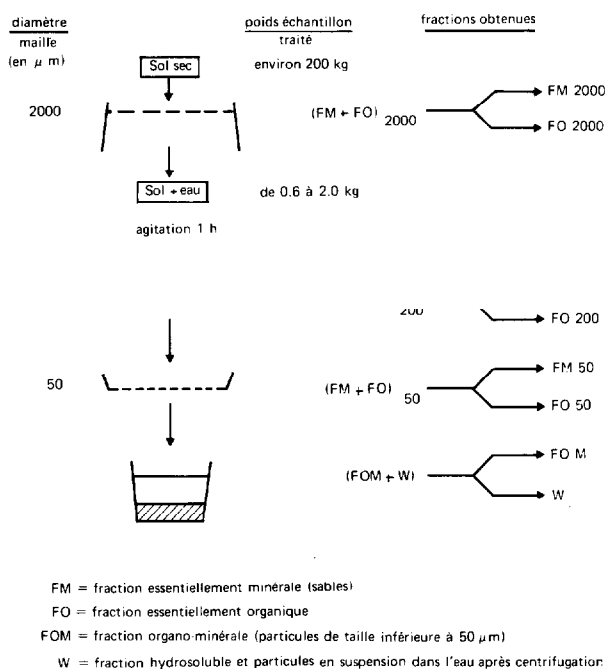 diamètre poids échantillon fractions obtenues
maille traité
(en μ m) Sol sec environ 200 kg
FM 2000
2000 (FM + FO) 2000
FO 2000
Sol + eau de 0.6 à 2.0 kg
agitation 1 h
FO 200
FM 50
50 (FM + FO) 50
FO 50
FO M
(FOM + W)
W
FM = fraction essentiellement minérale (sables)
FO = fraction essentiellement organique
FOM = fraction organo-minérale (particules de taille inférieure à 50 μm)
W = fraction hydrosoluble et particules en suspension dans l'eau après centrifugation